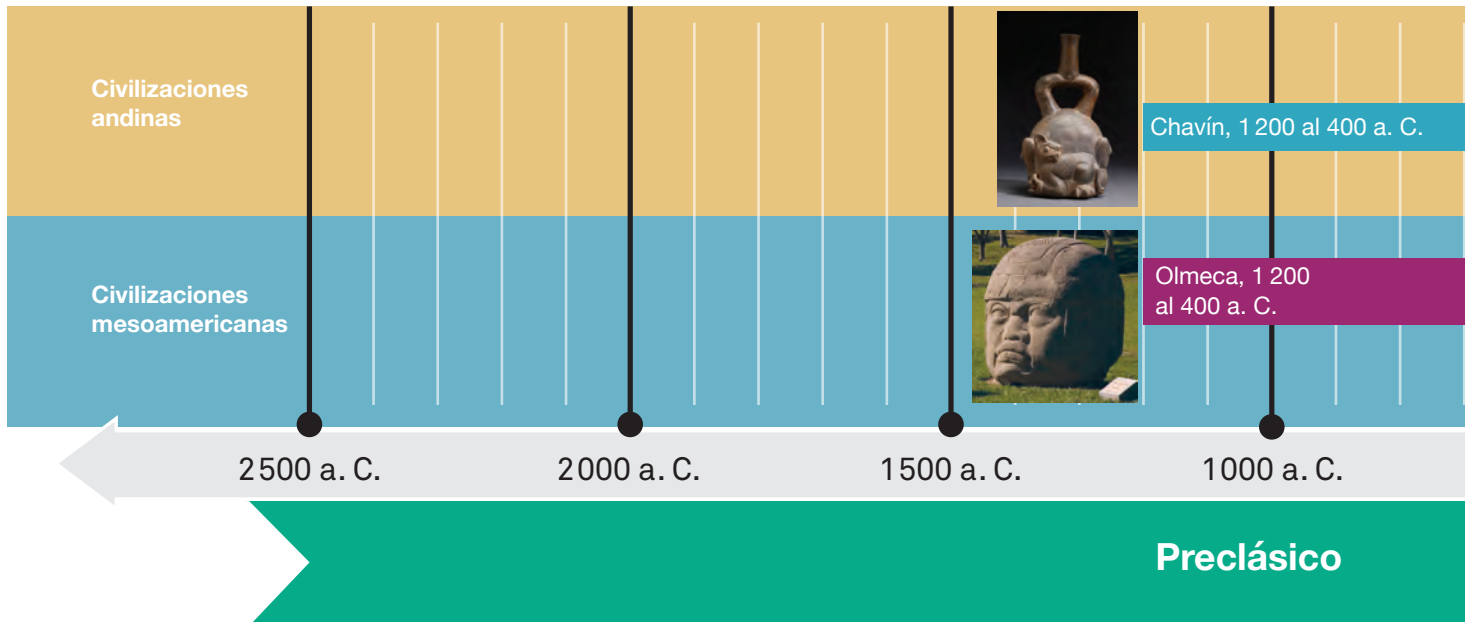 Civilizaciones
andinas
Chavín, 1 200 al 400 a. C.
Civilizaciones
mesoamericanas
Olmeca, 1 200
al 400 a. C.
2500 a. C.
2000 a. C.
1500 a. C.
1000 a. C.
Preclásico